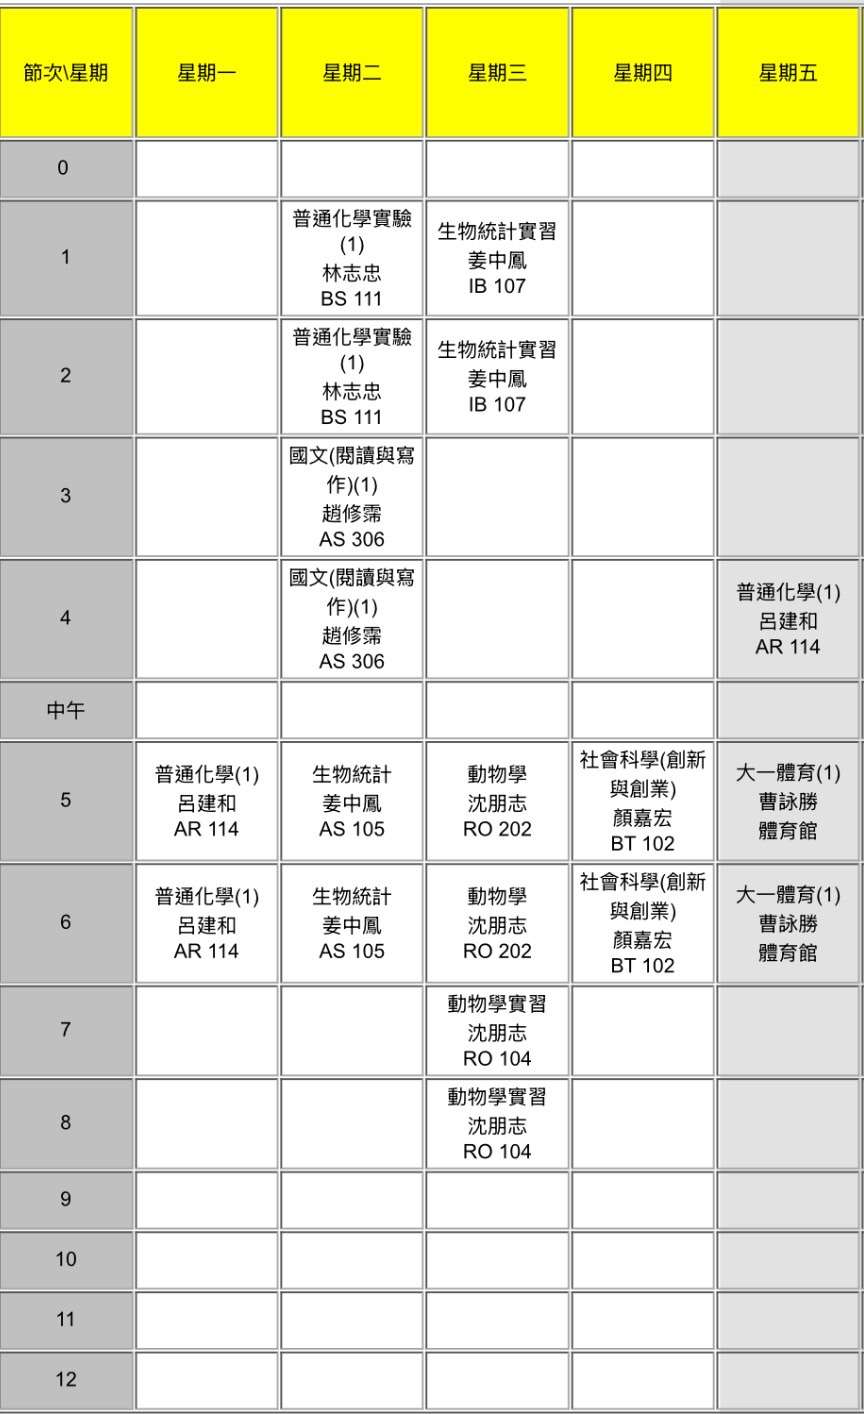 節次\星期 星期一 星期二 星期三 星期四 星期五
0
1
普通化學實驗
(1)
林志忠
BS 111
生物統計實習
姜中鳳
IB 107
2
普通化學實驗
(1)
林志忠
BS 111
生物統計實習
姜中鳳
IB 107
3
國文(閱讀與寫
作)(1)
趙修霈
AS 306
4
國文(閱讀與寫
作)(1)
趙修霈
AS 306
普通化學(1)
呂建和
AR 114
中午
5
普通化學(1)
呂建和
AR 114
生物統計
姜中鳳
AS 105
動物學
沈朋志
RO 202
社會科學(創新
與創業)
顏嘉宏
BT 102
大一體育(1)
曹詠勝
體育館
6
普通化學(1)
呂建和
AR 114
生物統計
姜中鳳
AS 105
動物學
沈朋志
RO 202
社會科學(創新
與創業)
顏嘉宏
BT 102
大一體育(1)
曹詠勝
體育館
7
動物學實習
沈朋志
RO 104
8
動物學實習
沈朋志
RO 104
9
10
11
12